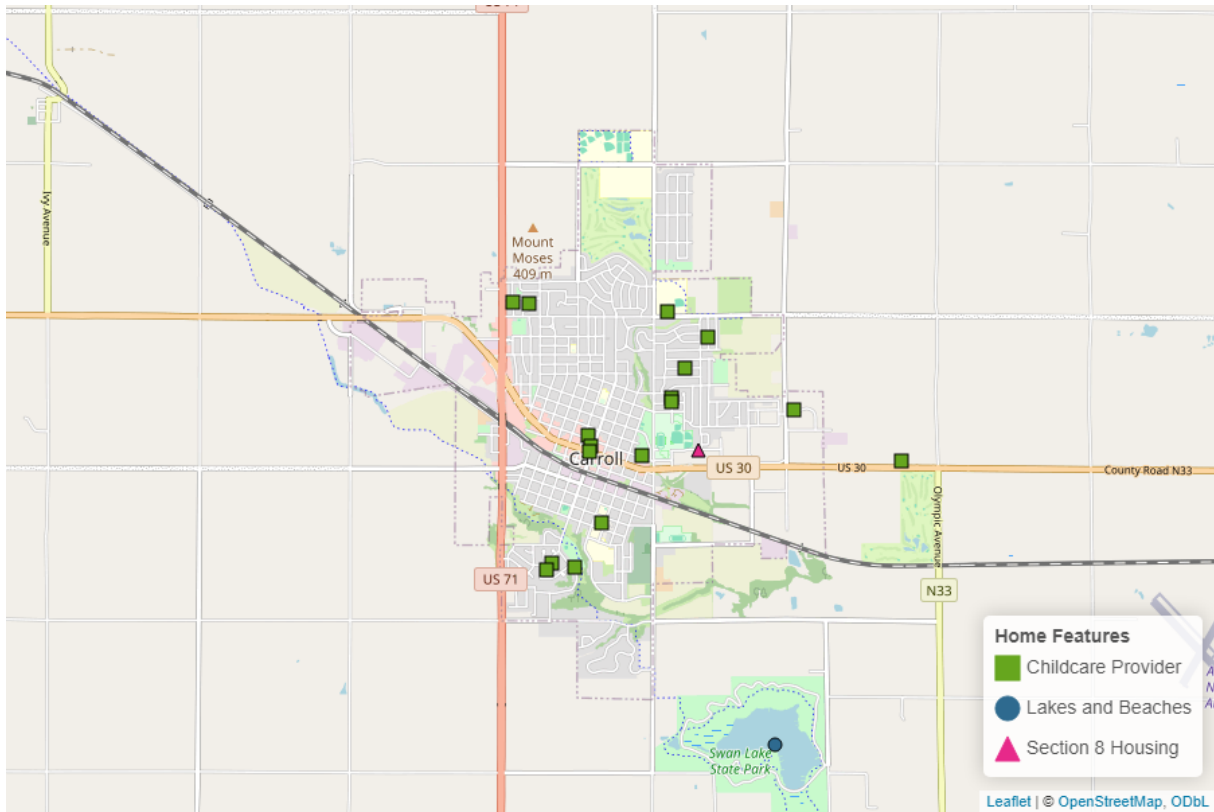 Ivy Avenue
Mount
Moses
409 m
Carroll
US 30
US 30
County Road N33
Olympic Avenue
US 71
N33
Swan Lake
State Park
Home Features
Childcare Provider
Lakes and Beaches
Section 8 Housing
Leaflet | © OpenStreetMap, ODbL